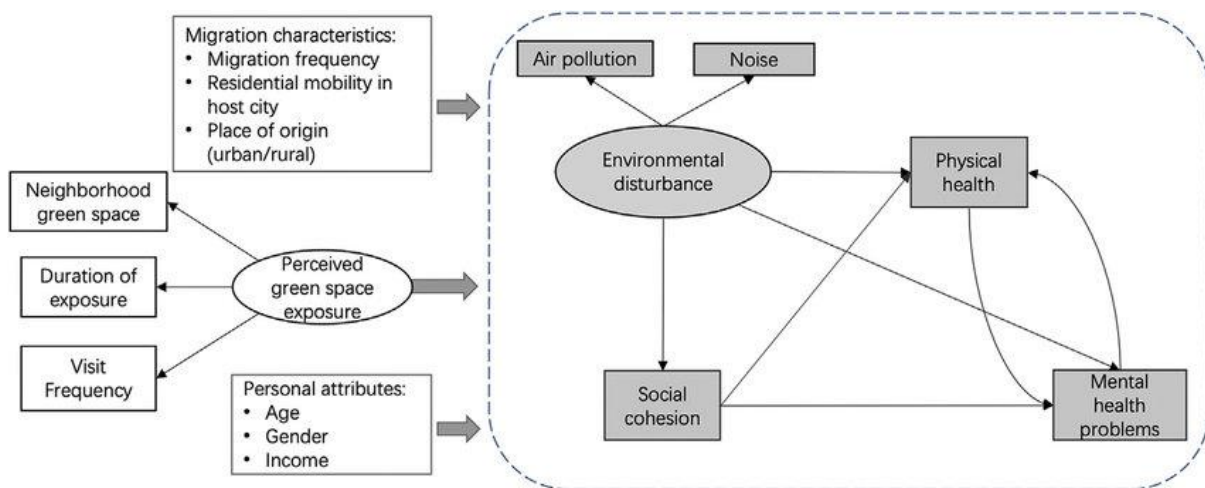 Migration characteristics:
• Migration frequency
• Residential mobility in
host city
• Place of origin
(urban/rural)
Neighborhood
green space
Duration of
exposure
Visit
Frequency
Perceived
green space
exposure
Personal attributes:
• Age
• Gender
• Income
Air pollution
Noise
Environmental
disturbance
Physical
health
Social
cohesion
Mental
health
problems